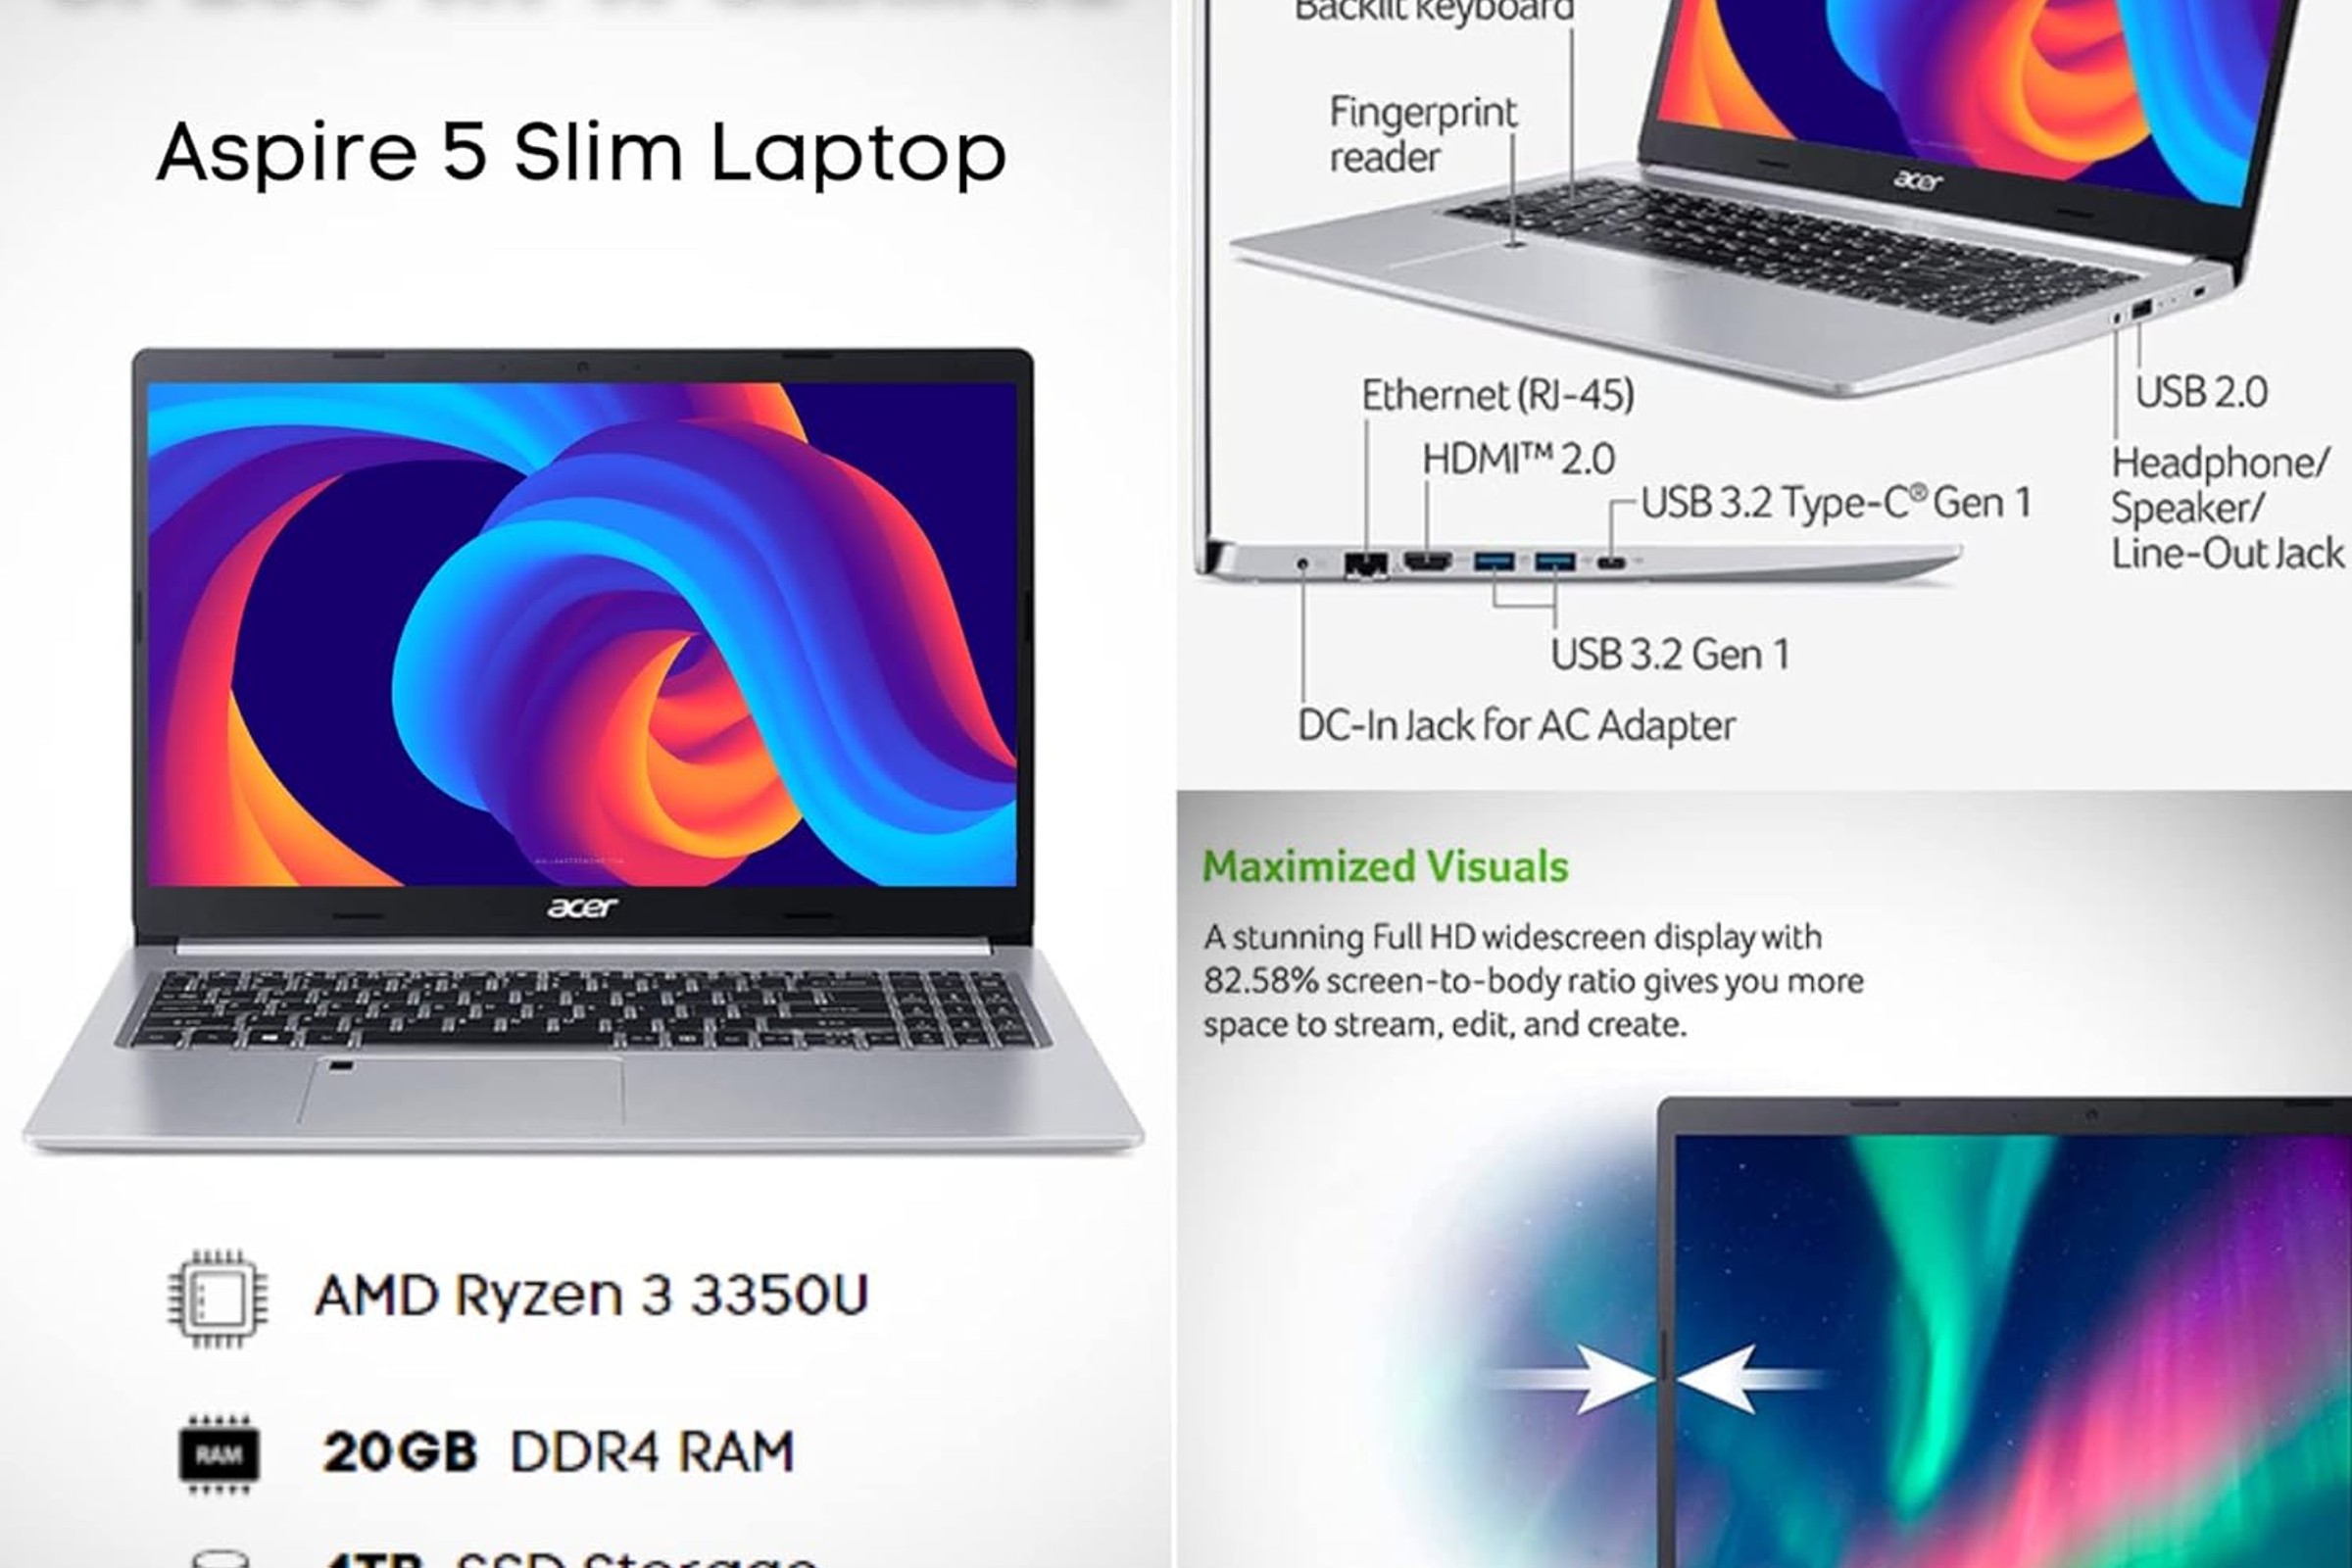 Aspire 5 Slim Laptop
acer
AMD Ryzen 3 3350U
RAM
20GB DDR4 RAM
SSD Storage
Backlit keyboard
Fingerprint
reader
acer
USB 2.0
Headphone/
Speaker/
Line-Out Jack
Ethernet (RJ-45)
HDMI™ 2.0
USB 3.2 Type-C® Gen 1
USB 3.2 Gen 1
DC-In Jack for AC Adapter
Maximized Visuals
A stunning Full HD widescreen display with
82.58% screen-to-body ratio gives you more
space to stream, edit, and create.